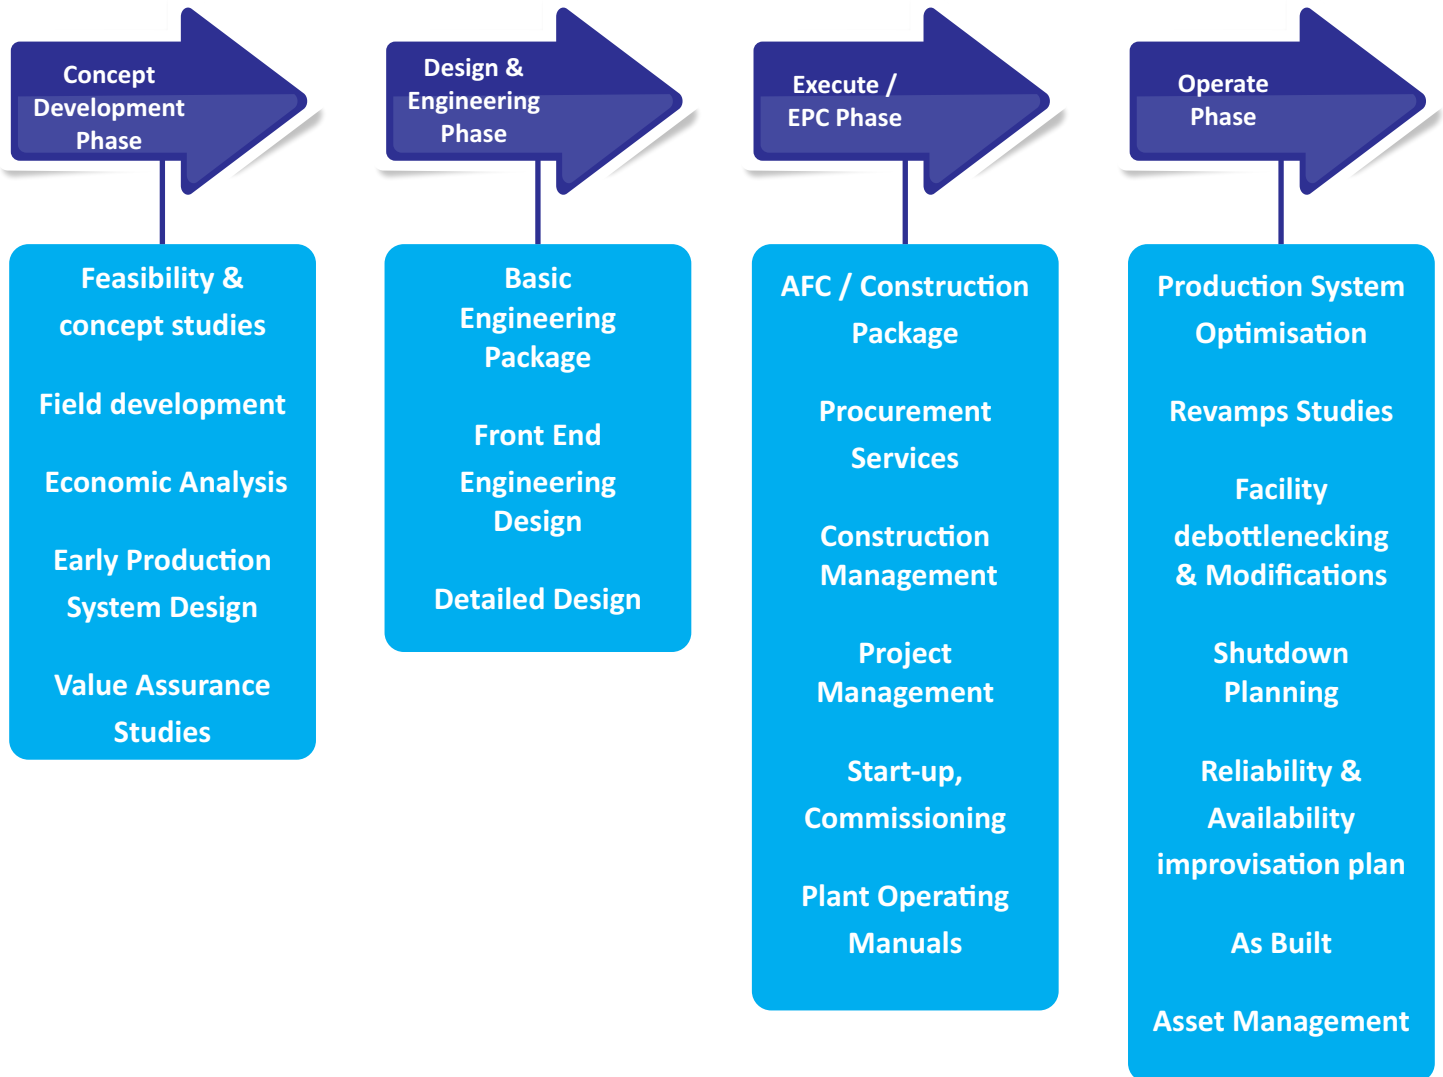 Concept
Development
Phase
Design &
Engineering
Phase
Execute /
EPC Phase
Operate
Phase
Feasibility &
concept studies
Field development
Economic Analysis
Early Production
System Design
Value Assurance
Studies
Basic
Engineering
Package
Front End
Engineering
Design
Detailed Design
AFC / Construction
Package
Procurement
Services
Construction
Management
Project
Management
Start-up,
Commissioning
Plant Operating
Manuals
Production System
Optimisation
Revamps Studies
Facility
debottlenecking
& Modifications
Shutdown
Planning
Reliability &
Availability
improvisation plan
As Built
Asset Management